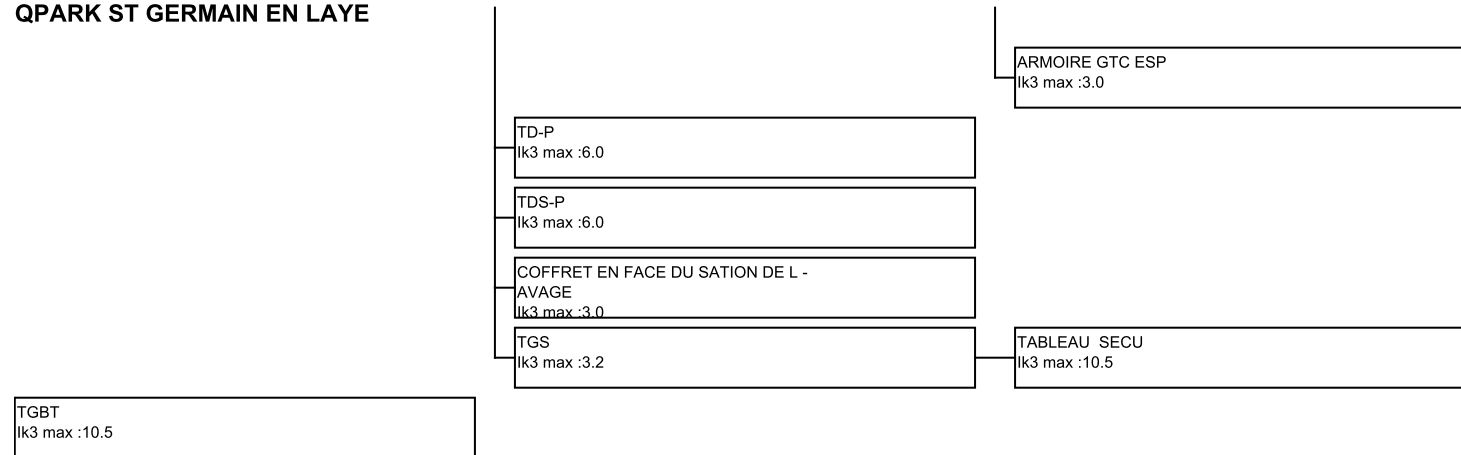 QPARK ST GERMAIN EN LAYE
ARMOIRE GTC ESP
Ik3 max :3.0
TD-P
Ik3 max :6.0
TDS-P
Ik3 max :6.0
COFFRET EN FACE DU SATION DE L -
AVAGE
Ik3 max :3.0
TGS
Ik3 max :3.2
TABLEAU  SECU
Ik3 max :10.5
TGBT
Ik3 max :10.5